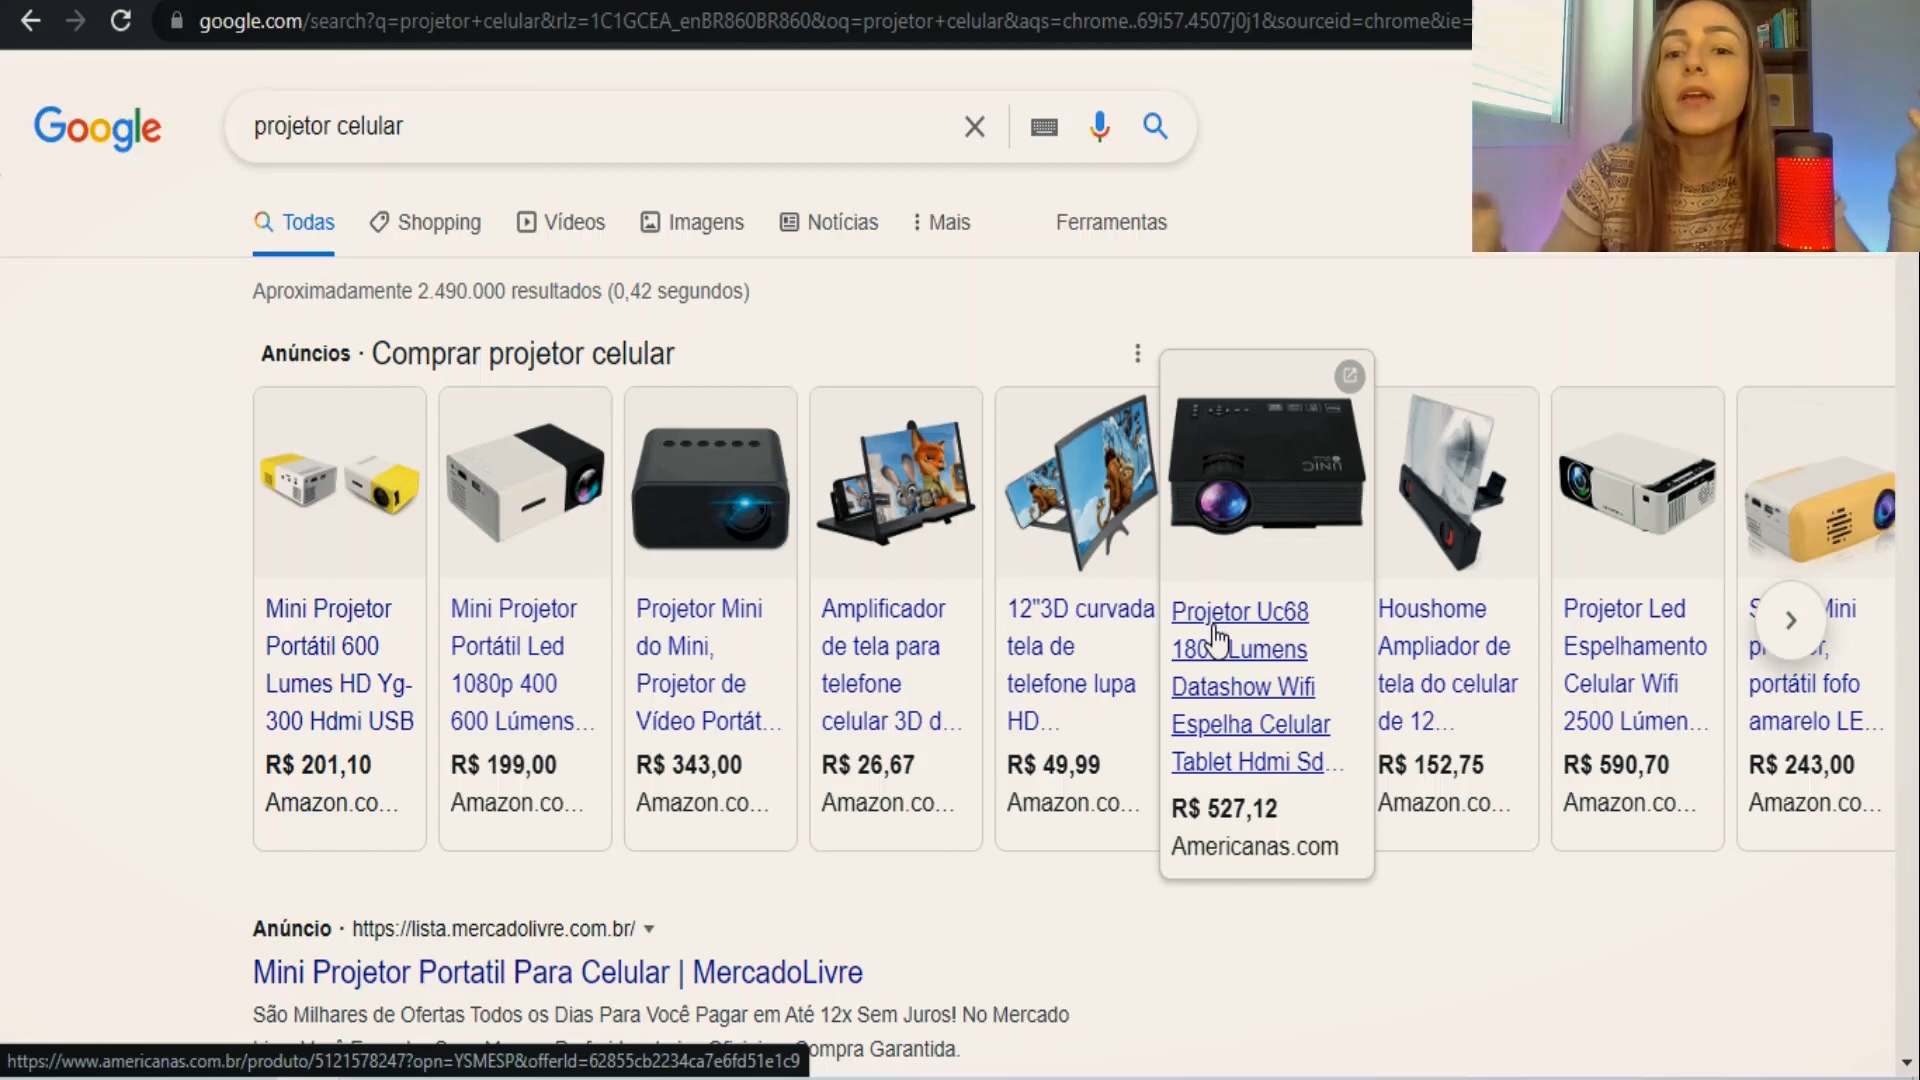 google.com/search?q=projetor+celular&rlz=1C1GCEA_enBR860BR860&oq=projetor+celular&aqs=chrome..69i57.4507j0j1&sourceid=chrome&ie=
Google
projetor celular
Todas
Shopping
Vídeos
Imagens
Notícias
Mais
Ferramentas
Aproximadamente 2.490.000 resultados (0,42 segundos)
Anúncios · Comprar projetor celular
Mini Projetor
Portátil 600
Lumes HD Yg-
300 Hdmi USB
R$ 201,10
Amazon.co...
Mini Projetor
Portátil Led
1080p 400
600 Lúmens...
R$ 199,00
Amazon.co...
Projetor Mini
do Mini,
Projetor de
Vídeo Portát...
R$ 343,00
Amazon.co...
Amplificador
de tela para
telefone
celular 3D d...
R$ 26,67
Amazon.co...
12"3D curvada
tela de
telefone lupa
HD...
R$ 49,99
Amazon.co...
UNIC
Projetor Uc68
Lumens
Datashow Wifi
Espelha Celular
Tablet Hdmi Sd...
R$ 527,12
Americanas.com
Houshome
Ampliador de
tela do celular
de 12...
R$ 152,75
Amazon.co...
Projetor Led
Espelhamento
Celular Wifi
2500 Lúmen...
R$ 590,70
Amazon.co...
portátil fofo
amarelo LE...
R$ 243,00
Amazon.co...
Anúncio · https://lista.mercadolivre.com.br/
Mini Projetor Portatil Para Celular | MercadoLivre
São Milhares de Ofertas Todos os Dias Para Você Pagar em Até 12x Sem Juros! No Mercado
Compra Garantida.
https://www.americanas.com.br/produto/5121578247?opn=YSMESP&offerId=62855cb2234ca7e6fd51e1c9